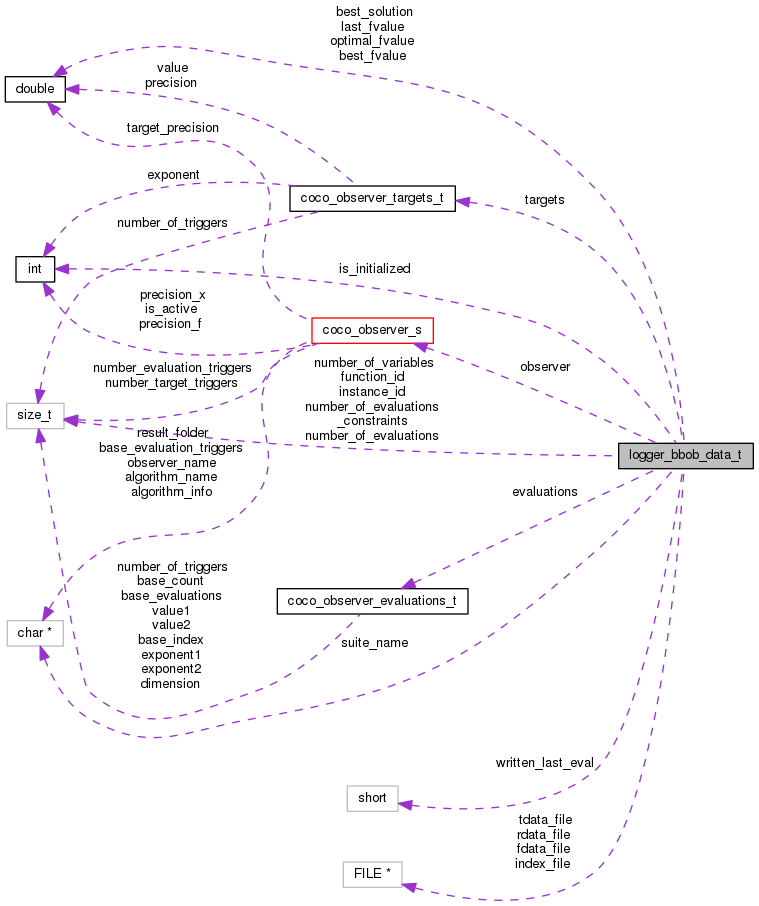 best_solution
last_fvalue
optimal_fvalue
best_fvalue
value
precision
double
target_precision
exponent
coco_observer_targets_t
targets
number_of_triggers
int
is_initialized
precision_x
is_active
precision_f
coco_observer_s
number_evaluation_triggers
number_target_triggers
number_of_variables
function_id
instance_id
number_of_evaluations
_constraints
number_of_evaluations
observer
size_t
result_folder
base_evaluation_triggers
observer_name
algorithm_name
algorithm_info
logger_bbob_data_t
evaluations
number_of_triggers
base_count
base_evaluations
value1
value2
base_index
exponent1
exponent2
dimension
coco_observer_evaluations_t
char *
suite_name
written_last_eval
short
tdata_file
rdata_file
fdata_file
index_file
FILE *